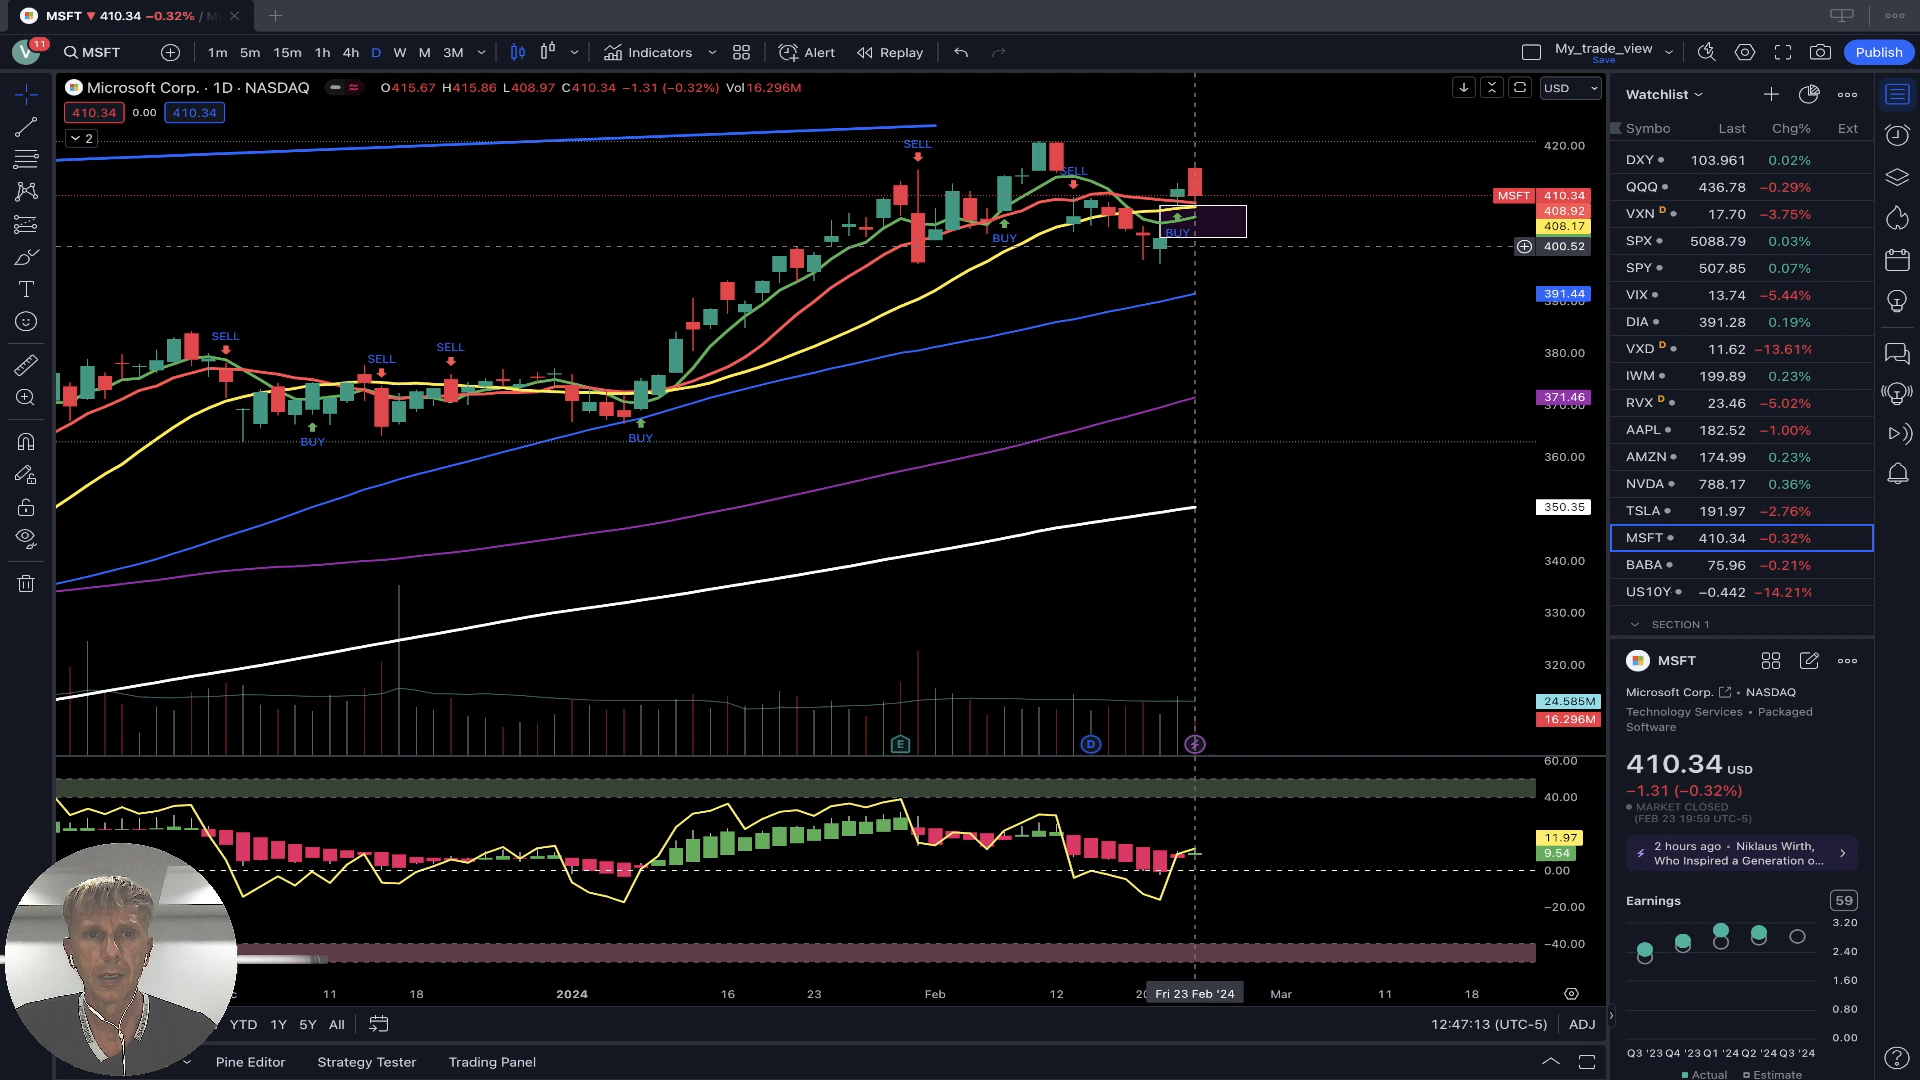 MSFT ▼ 410.34 −0.32% / My
V 11 MSFT 1m 5m 15m 1h 4h D W M 3M Indicators Alert Replay My_trade_view Save Publish
Microsoft Corp. · 1D · NASDAQ O415.67 H415.86 L408.97 C410.34 −1.31 (−0.32%) Vol16.296M USD
410.34 0.00 410.34
2
SELL
SELL
BUY
BUY
SELL
SELL
SELL
BUY
BUY
420.00
MSFT 410.34
408.92
408.17
400.52
391.44
380.00
371.46
360.00
350.35
340.00
330.00
320.00
24.585M
16.296M
E D
60.00
40.00
11.97
9.54
0.00
−20.00
−40.00
11 18 2024 16 23 Feb 12 20 Fri 23 Feb '24 Mar 11 18
YTD 1Y 5Y All 12:47:13 (UTC-5) ADJ
Pine Editor Strategy Tester Trading Panel
Watchlist
Symbo Last Chg% Ext
DXY 103.961 0.02%
QQQ 436.78 −0.29%
VXN D 17.70 −3.75%
SPX 5088.79 0.03%
SPY 507.85 0.07%
VIX 13.74 −5.44%
DIA 391.28 0.19%
VXD D 11.62 −13.61%
IWM 199.89 0.23%
RVX D 23.46 −5.02%
AAPL 182.52 −1.00%
AMZN 174.99 0.23%
NVDA 788.17 0.36%
TSLA 191.97 −2.76%
MSFT 410.34 −0.32%
BABA 75.96 −0.21%
US10Y −0.442 −14.21%
SECTION 1
MSFT
Microsoft Corp. • NASDAQ
Technology Services • Packaged
Software
410.34 USD
−1.31 (−0.32%)
MARKET CLOSED
(FEB 23 19:59 UTC-5)
2 hours ago • Niklaus Wirth,
Who Inspired a Generation o...
Earnings 59
3.20
2.40
1.60
0.80
0.00
Q3 '23 Q4 '23 Q1 '24 Q2 '24 Q3 '24
Actual Estimate